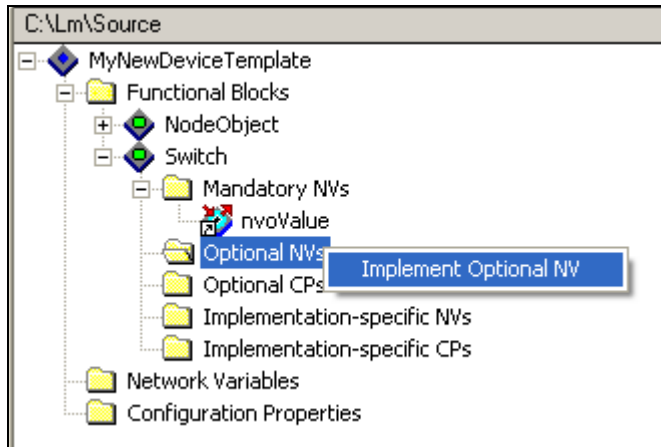 C:\Lm\Source
MyNewDeviceTemplate
Functional Blocks
NodeObject
Switch
Mandatory NVs
nvoValue
Optional NVs
Implement Optional NV
Optional CPs
Implementation-specific NVs
Implementation-specific CPs
Network Variables
Configuration Properties